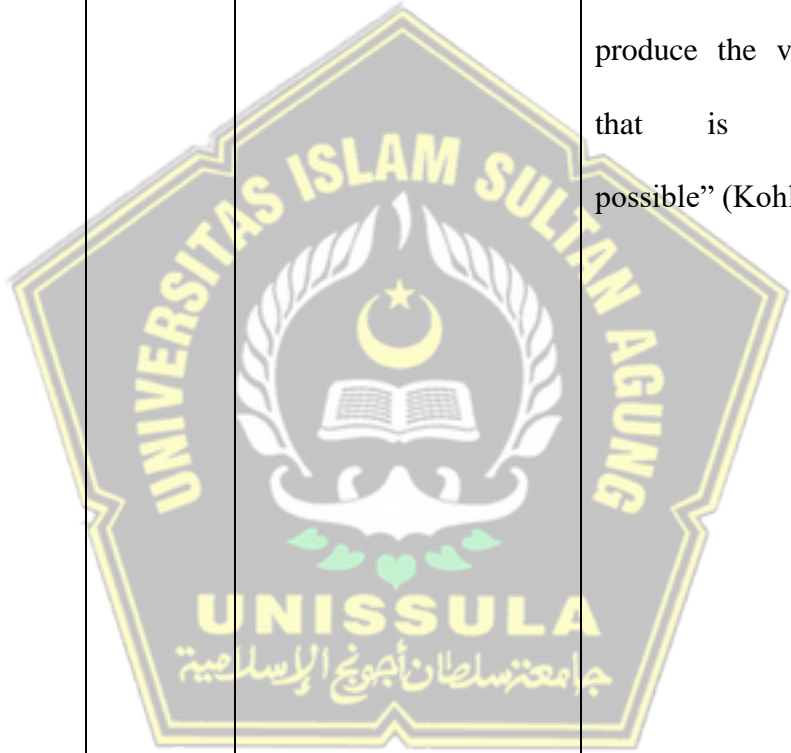 produce the v
that is
possible” (Kohl
UNIVERSITAS ISLAM SULTAN AGUNG
UNISSULA
جامعة سلطان أجونج الإسلامية